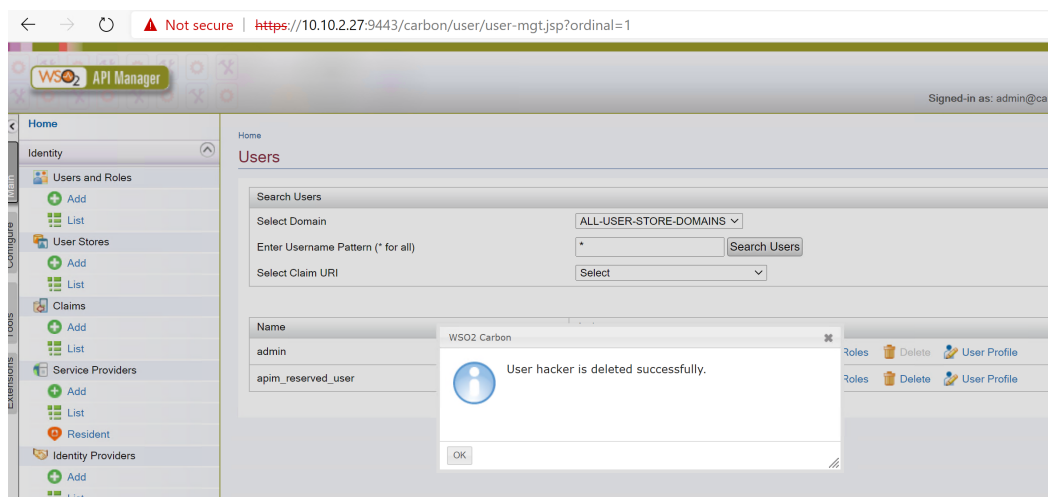 Not secure | https://10.10.2.27:9443/carbon/user/user-mgt.jsp?ordinal=1
WSO2 API Manager
Signed-in as: admin@ca
Home
Home
Identity
Users
Main
Users and Roles
Add
Search Users
List
Select Domain ALL-USER-STORE-DOMAINS
Configure
User Stores
Enter Username Pattern (* for all) * Search Users
Add
Select Claim URI Select
List
Claims
Tools
Add
Name
WSO2 Carbon
List
admin Roles Delete User Profile
Extensions
Service Providers
User hacker is deleted successfully.
apim_reserved_user Roles Delete User Profile
Add
List
Resident
Identity Providers
OK
Add